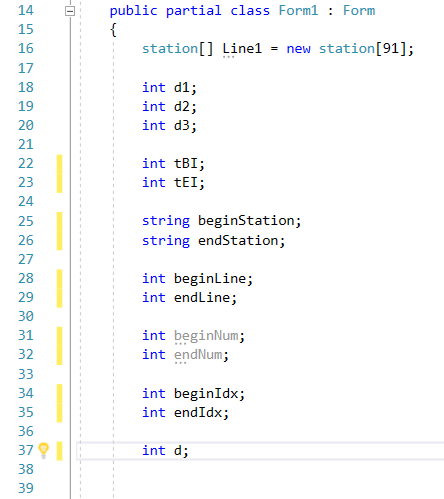 14 public partial class Form1 : Form
15 {
16 station[] Line1 = new station[91];
17
18 int d1;
19 int d2;
20 int d3;
21
22 int tBI;
23 int tEI;
24
25 string beginStation;
26 string endStation;
27
28 int beginLine;
29 int endLine;
30
31 int beginNum;
32 int endNum;
33
34 int beginIdx;
35 int endIdx;
36
37 int d;
38
39